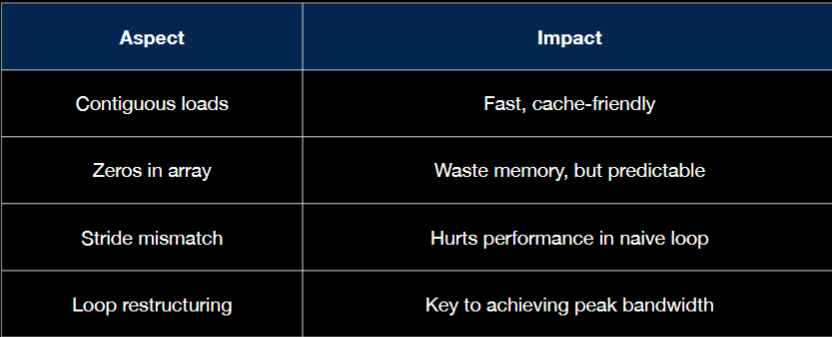 Aspect Impact
Contiguous loads Fast, cache-friendly
Zeros in array Waste memory, but predictable
Stride mismatch Hurts performance in naive loop
Loop restructuring Key to achieving peak bandwidth